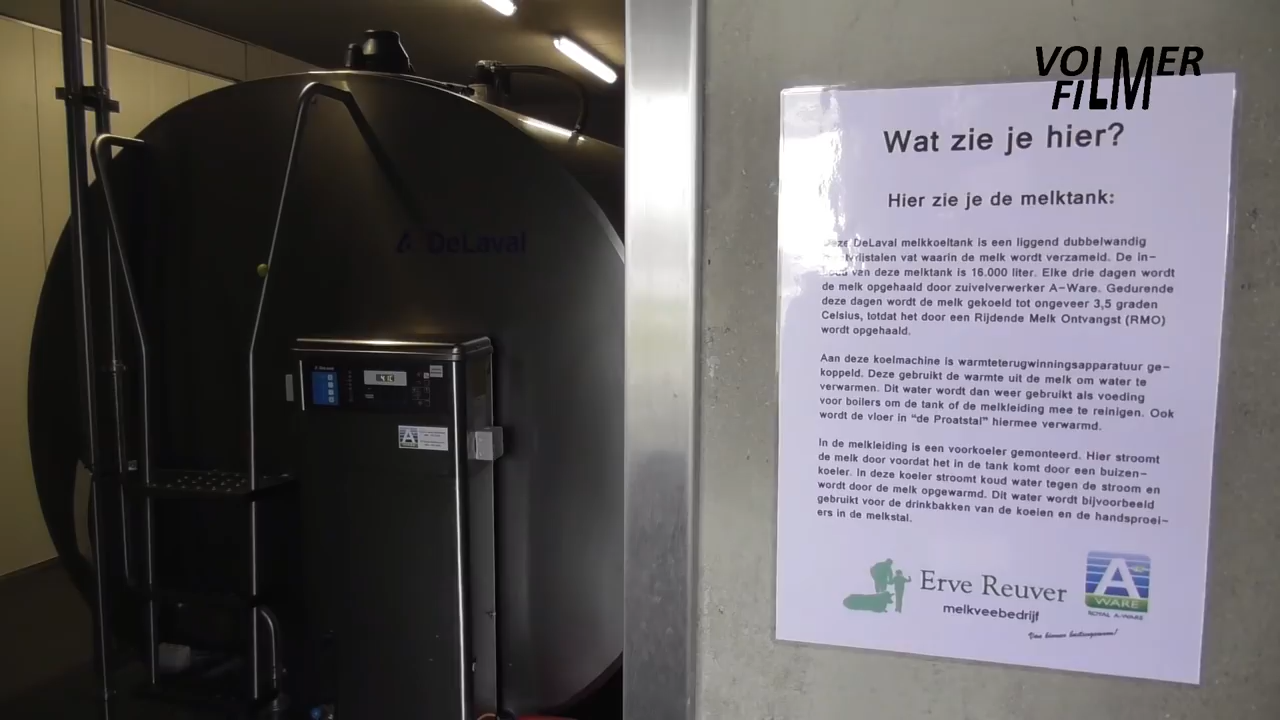 VOLMER
FILM
Wat zie je hier?
Hier zie je de melktank:
DeLaval melkkoeltank is een liggend dubbelwandig
vat waarin de melk wordt verzameld. De in-
van deze melktank is 16.000 liter. Elke drie dagen wordt
de melk opgehaald door zuivelverwerker A-Ware. Gedurende
deze dagen wordt de melk gekoeld tot ongeveer 3,5 graden
Celsius, totdat het door een Rijdende Melk Ontvangst (RMO)
wordt opgehaald.
Aan deze koelmachine is warmteterugwinningsapparatuur ge-
koppeld. Deze gebruikt de warmte uit de melk om water te
verwarmen. Dit water wordt dan weer gebruikt als voeding
voor boilers om de tank of de melkleiding mee te reinigen. Ook
wordt de vloer in “de Proatstal” hiermee verwarmd.
In de melkleiding is een voorkoeler gemonteerd. Hier stroomt
de melk door voordat het in de tank komt door een buizen-
koeler. In deze koeler stroomt koud water tegen de stroom en
wordt door de melk opgewarmd. Dit water wordt bijvoorbeeld
gebruikt voor de drinkbakken van de koeien en de handsproei-
ers in de melkstal.
Erve Reuver
melkveebedrijf
A
WARE
ROYAL A-WARE
DeLaval